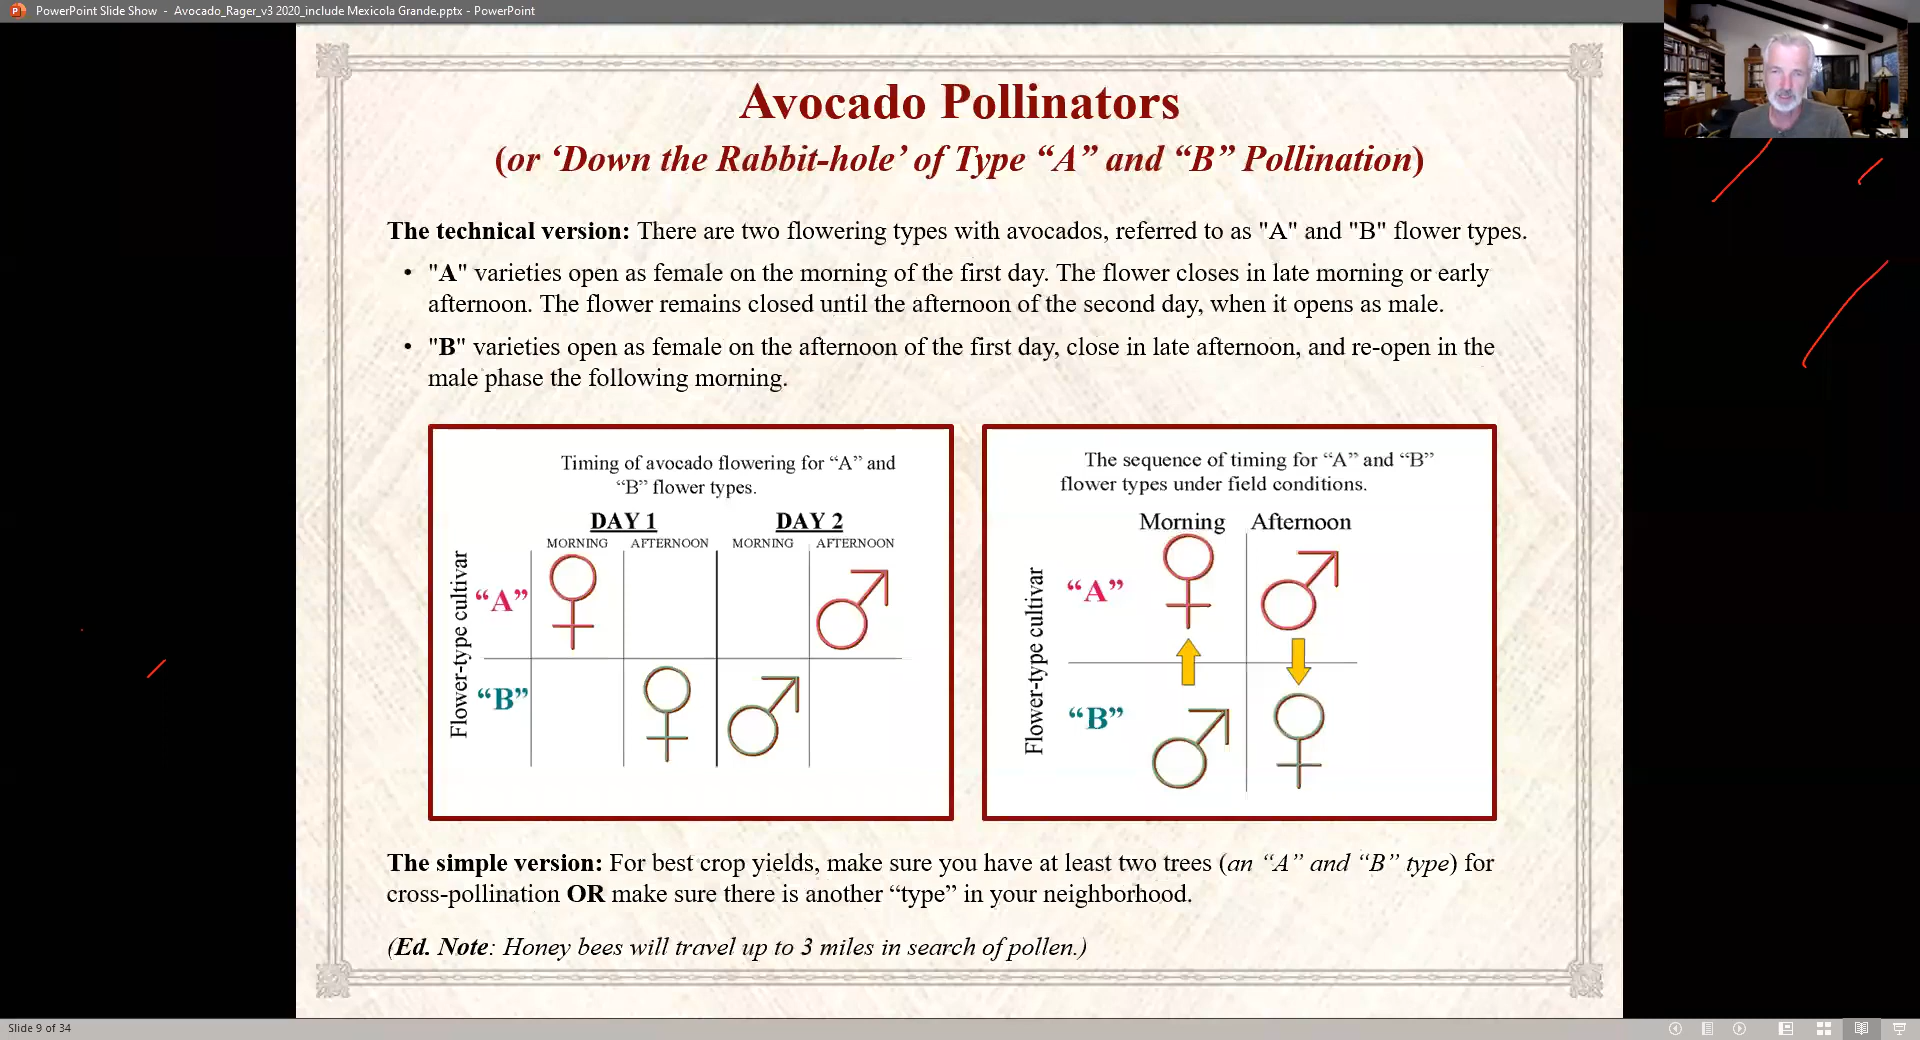 PowerPoint Slide Show - Avocado_Rager_v3 2020_include Mexicola Grande.pptx - PowerPoint
Avocado Pollinators
(or ‘Down the Rabbit-hole’ of Type “A” and “B” Pollination)
The technical version: There are two flowering types with avocados, referred to as "A" and "B" flower types.
• "A" varieties open as female on the morning of the first day. The flower closes in late morning or early
afternoon. The flower remains closed until the afternoon of the second day, when it opens as male.
• "B" varieties open as female on the afternoon of the first day, close in late afternoon, and re-open in the
male phase the following morning.
Timing of avocado flowering for “A” and
“B” flower types.
DAY 1 DAY 2
MORNING AFTERNOON MORNING AFTERNOON
Flower-type cultivar
“A”
“B”
The sequence of timing for “A” and “B”
flower types under field conditions.
Morning Afternoon
Flower-type cultivar
“A”
“B”
The simple version: For best crop yields, make sure you have at least two trees (an “A” and “B” type) for
cross-pollination OR make sure there is another “type” in your neighborhood.
(Ed. Note: Honey bees will travel up to 3 miles in search of pollen.)
Slide 9 of 34